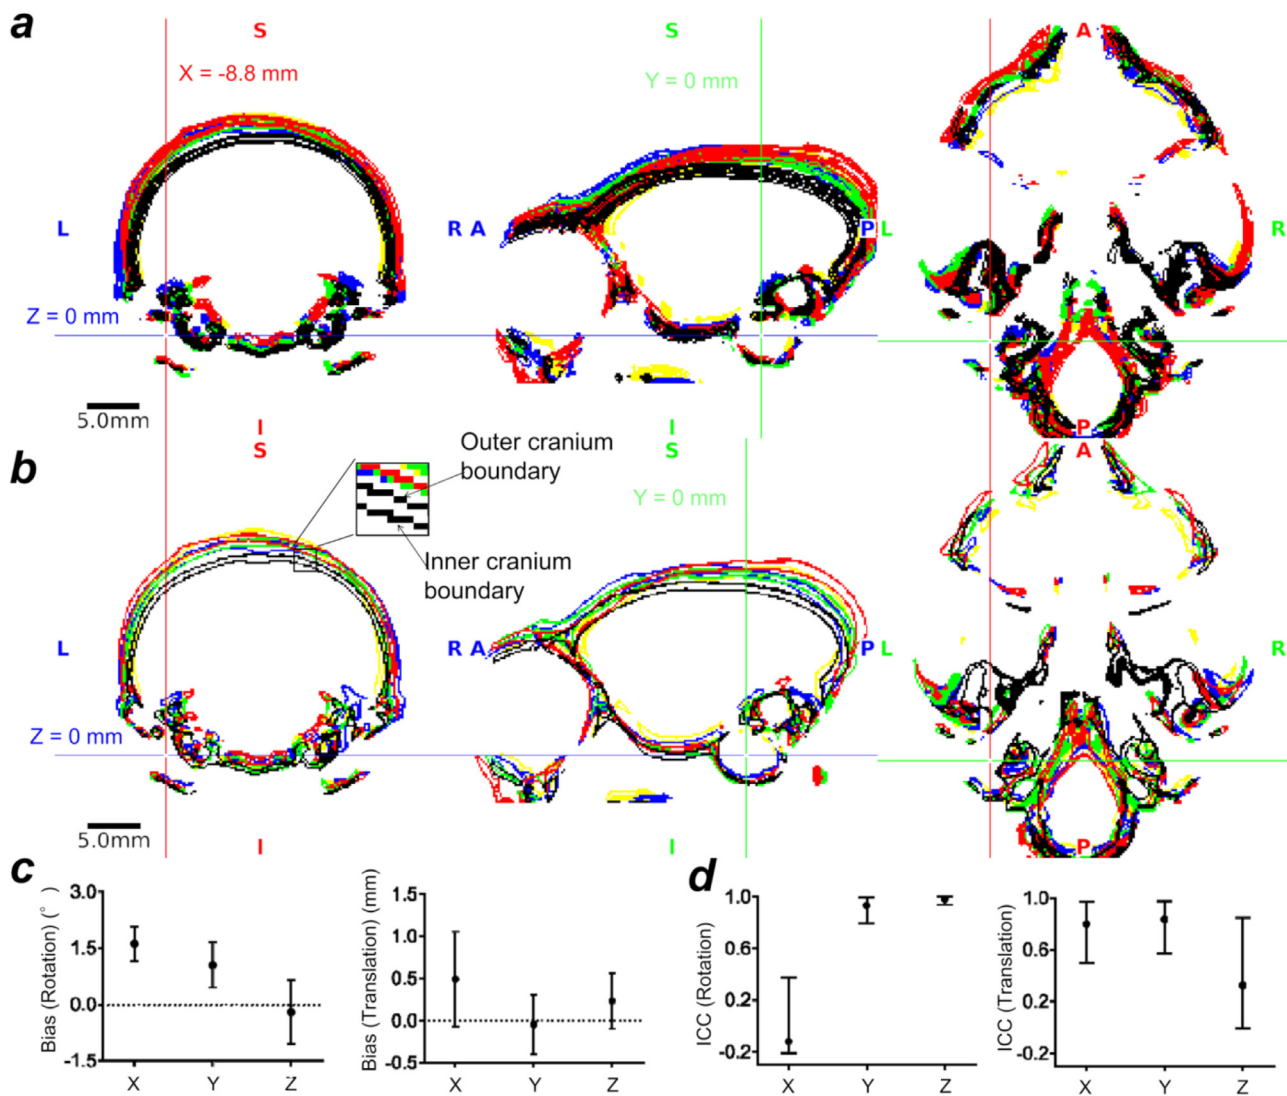 a
S
S
A
X = -8.8 mm
Y = 0 mm
L
R A
P L
R
Z = 0 mm
5.0mm
I
I
P
b
S
S
A
Outer cranium
boundary
Y = 0 mm
Inner cranium
boundary
L
R A
P L
R
Z = 0 mm
5.0mm
I
I
P
c
Bias (Rotation) (° )
3.0
1.5
0.0
-1.5
X Y Z
Bias (Translation) (mm)
1.5
1.0
0.5
0.0
-0.5
X Y Z
d
ICC (Rotation)
1.0
0.6
0.2
-0.2
X Y Z
ICC (Translation)
1.0
0.6
0.2
-0.2
X Y Z